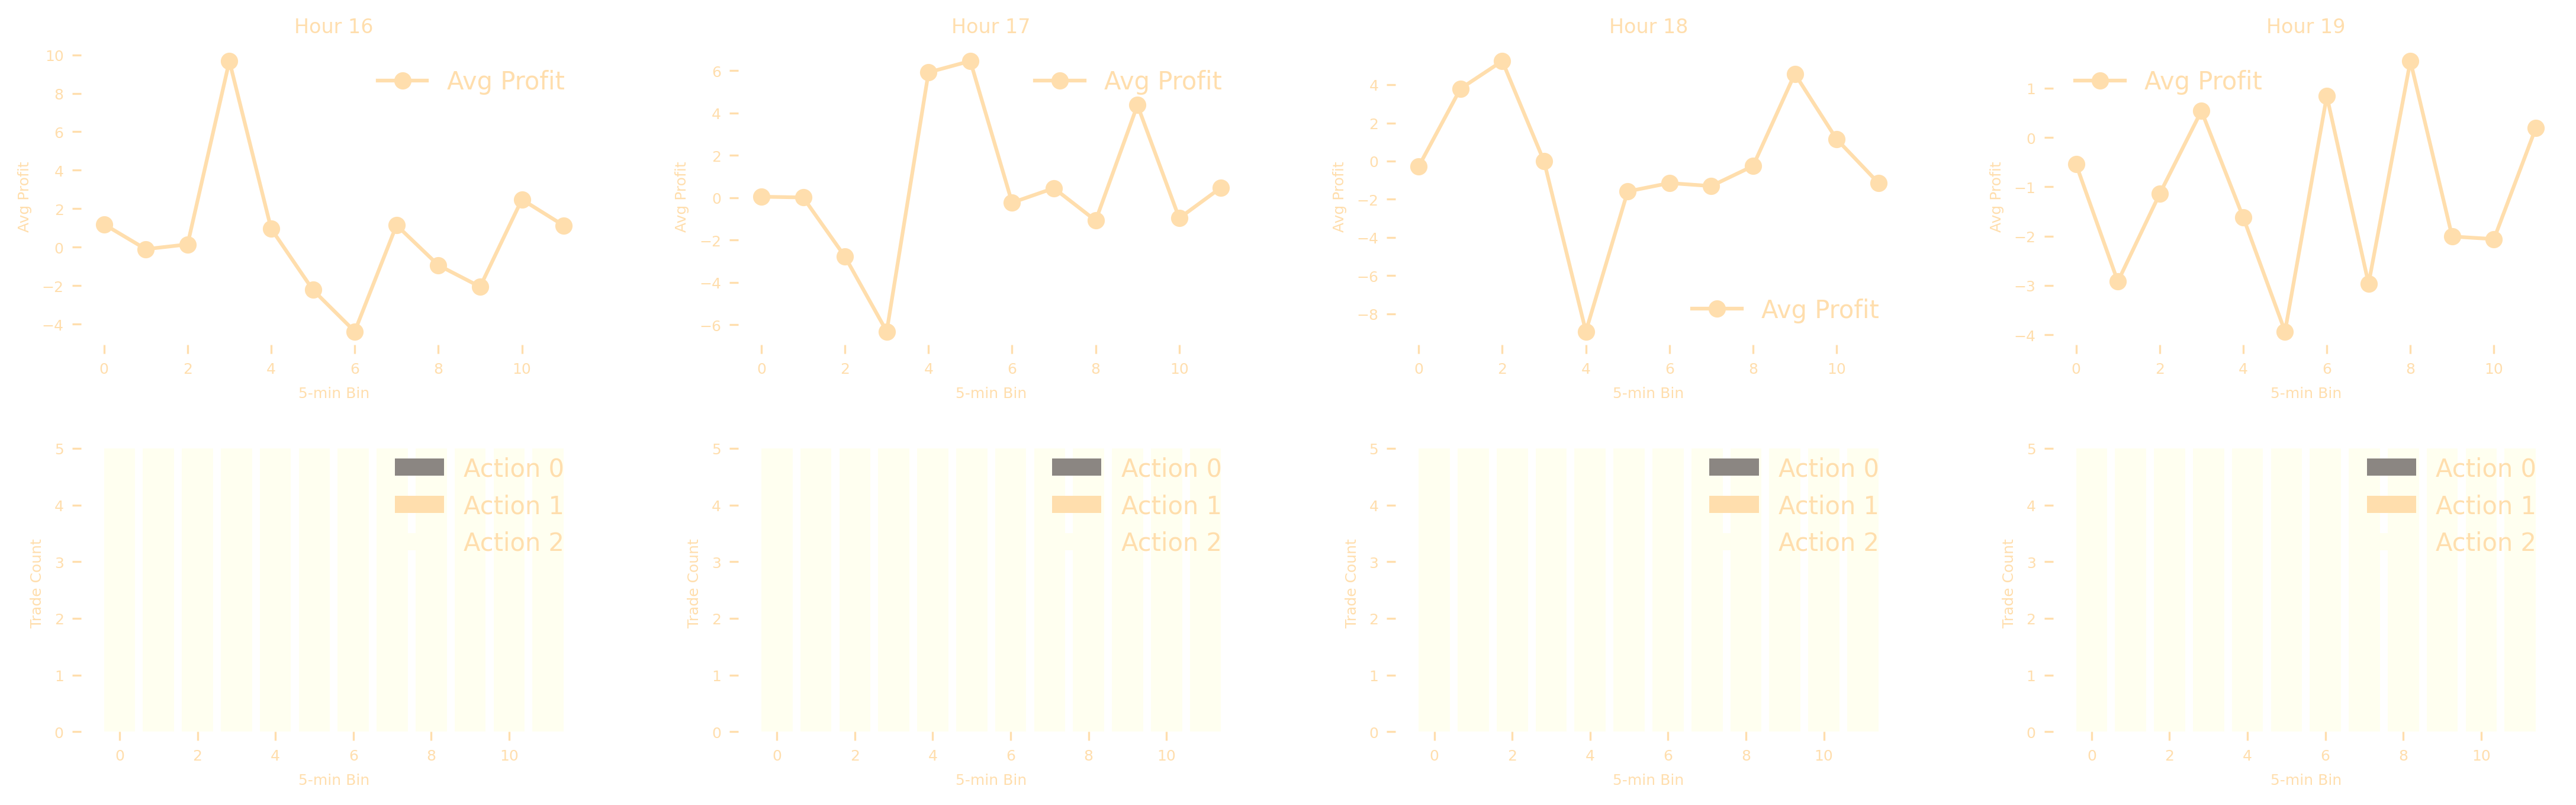 Hour 16
10
8
6
4
2
0
−2
−4
Avg Profit
Avg Profit
0 2 4 6 8 10
5-min Bin
Hour 17
6
4
2
0
−2
−4
−6
Avg Profit
Avg Profit
0 2 4 6 8 10
5-min Bin
Hour 18
4
2
0
−2
−4
−6
−8
Avg Profit
Avg Profit
0 2 4 6 8 10
5-min Bin
Hour 19
1
0
−1
−2
−3
−4
Avg Profit
Avg Profit
0 2 4 6 8 10
5-min Bin
5
4
3
2
1
0
Trade Count
Action 0
Action 1
Action 2
0 2 4 6 8 10
5-min Bin
5
4
3
2
1
0
Trade Count
Action 0
Action 1
Action 2
0 2 4 6 8 10
5-min Bin
5
4
3
2
1
0
Trade Count
Action 0
Action 1
Action 2
0 2 4 6 8 10
5-min Bin
5
4
3
2
1
0
Trade Count
Action 0
Action 1
Action 2
0 2 4 6 8 10
5-min Bin